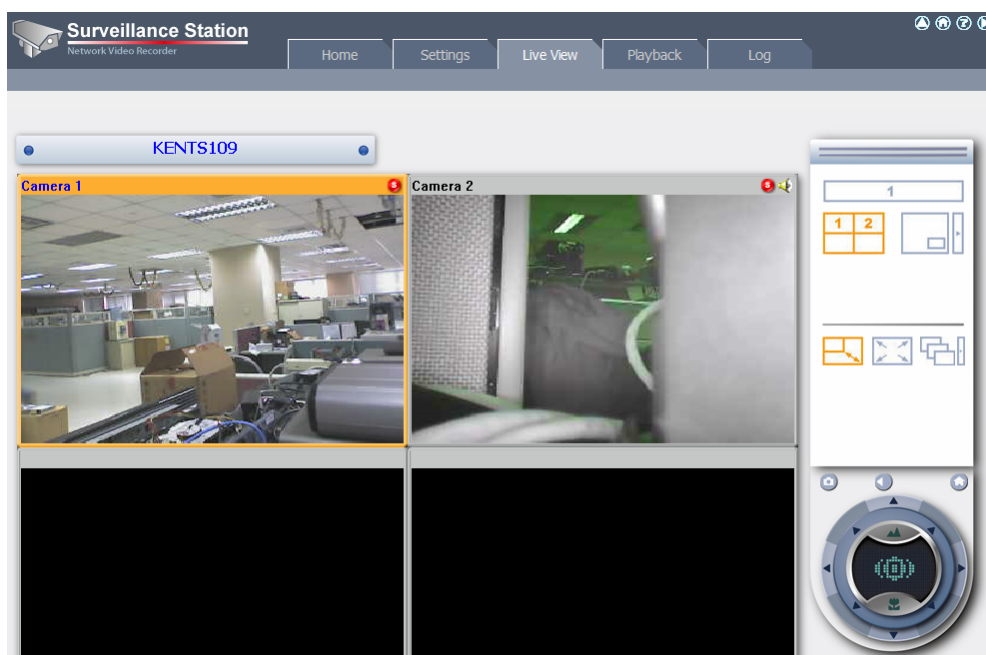 Surveillance Station
Network Video Recorder
Home
Settings
Live View
Playback
Log
?
KENTS109
Camera 1
S
Camera 2
S
1
1 2